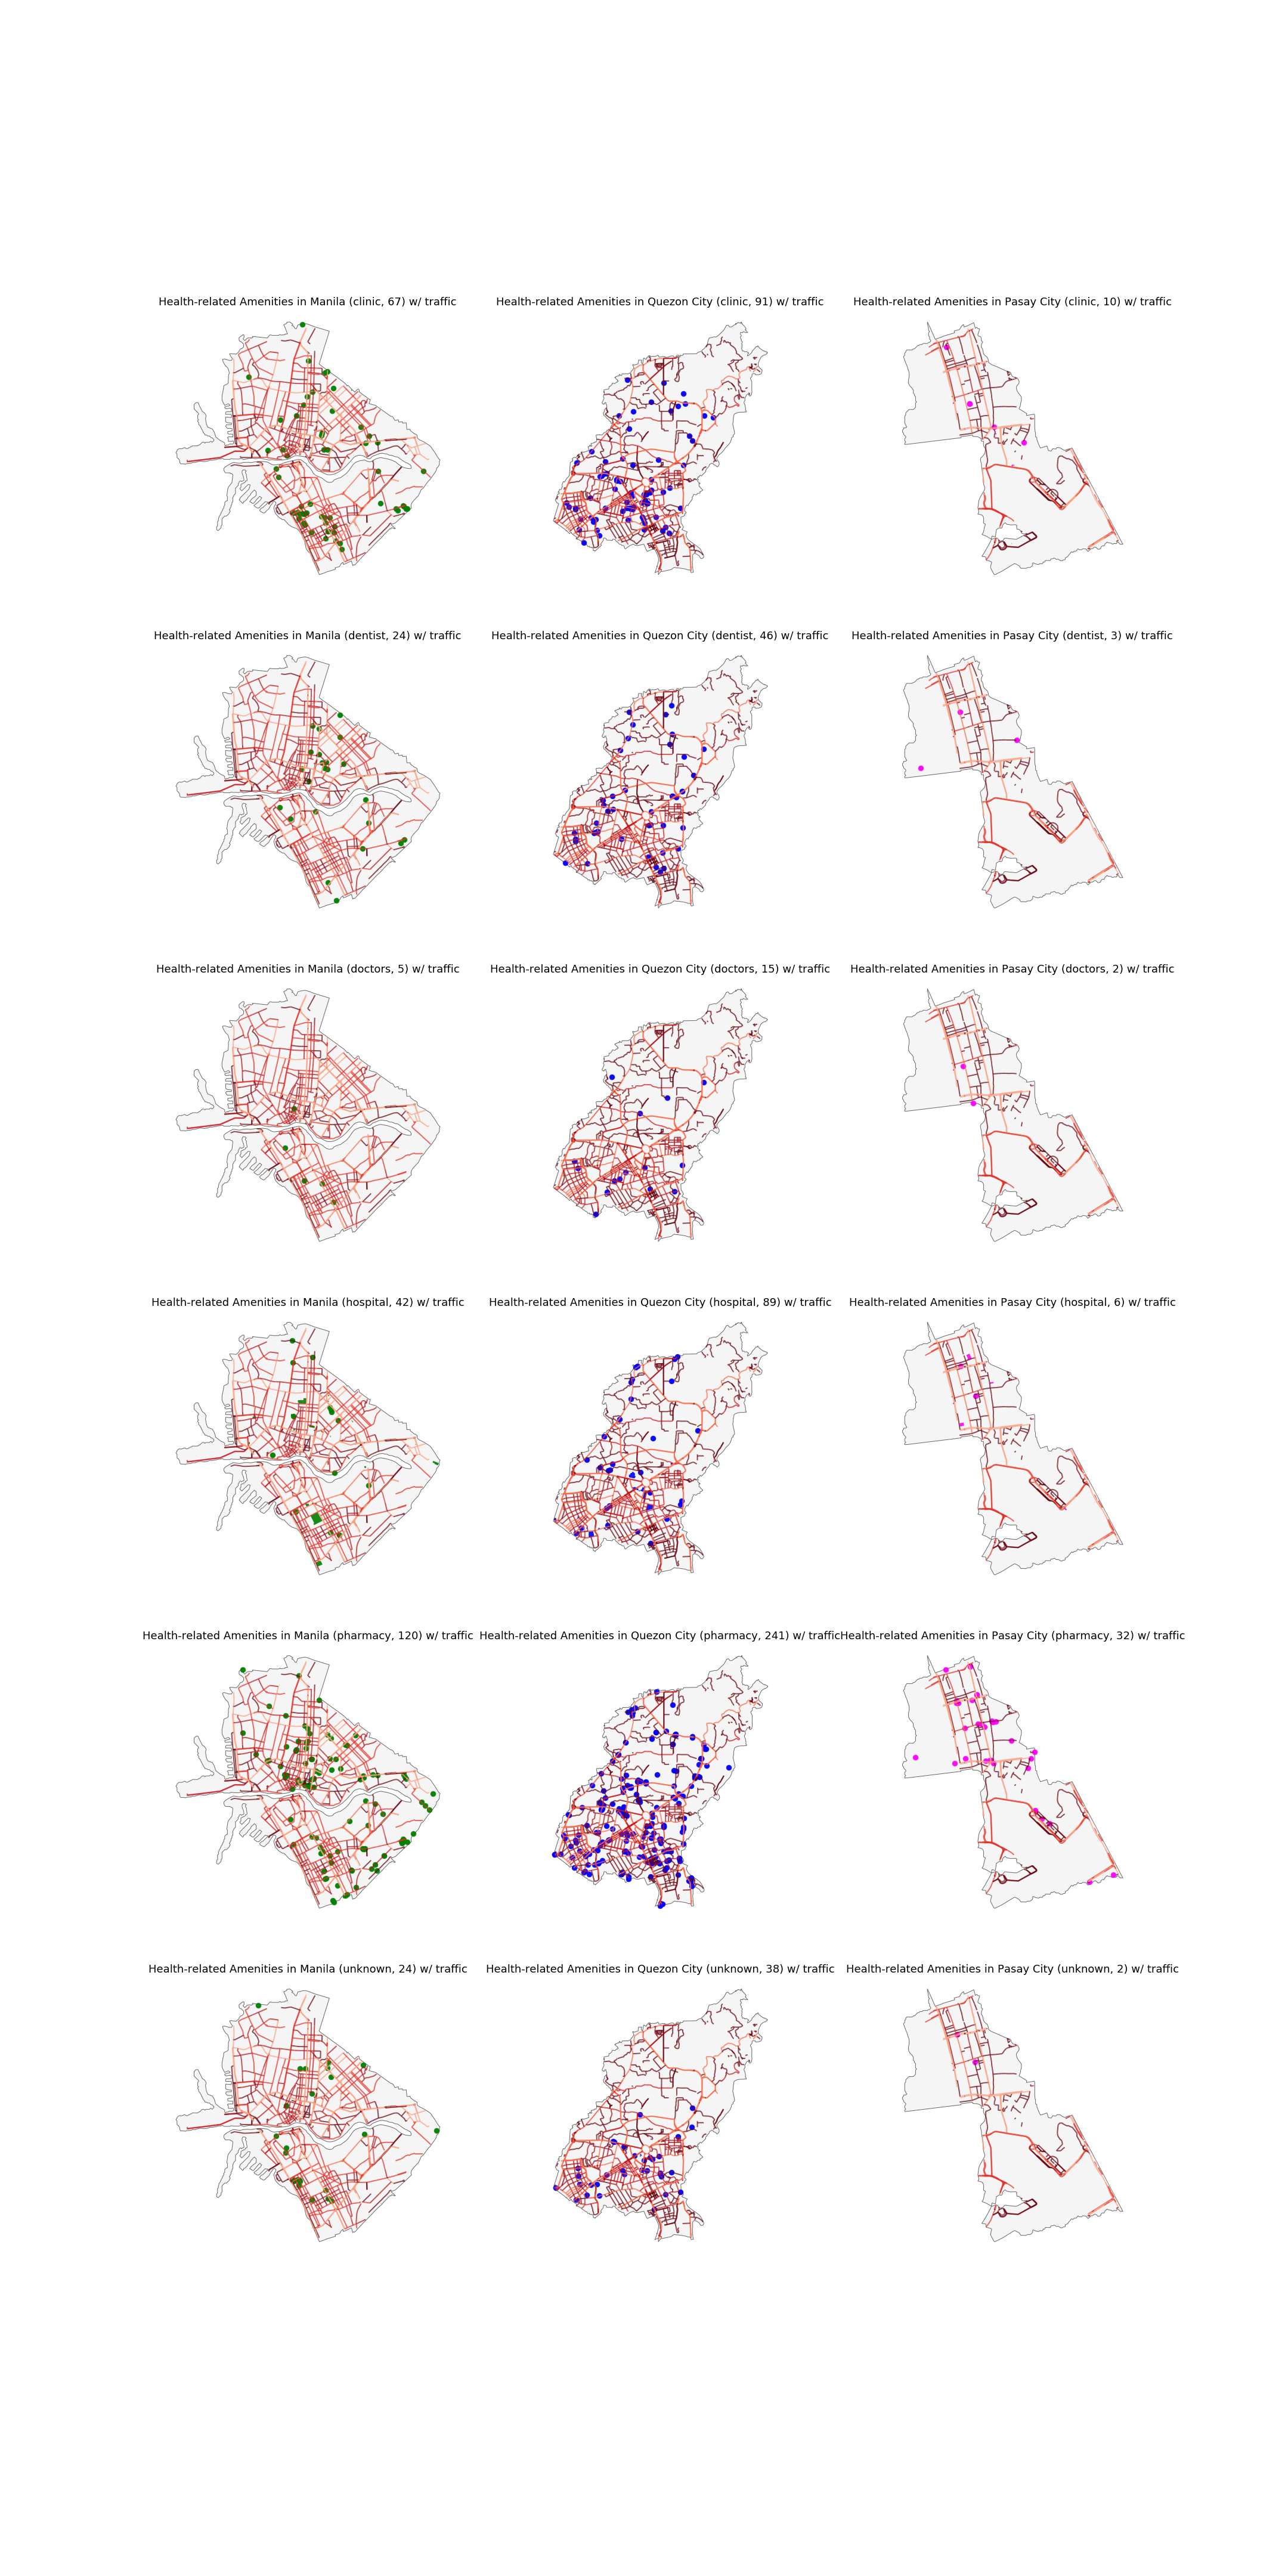 Health-related Amenities in Manila (clinic, 67) w/ traffic
Health-related Amenities in Quezon City (clinic, 91) w/ traffic
Health-related Amenities in Pasay City (clinic, 10) w/ traffic
Health-related Amenities in Manila (dentist, 24) w/ traffic
Health-related Amenities in Quezon City (dentist, 46) w/ traffic
Health-related Amenities in Pasay City (dentist, 3) w/ traffic
Health-related Amenities in Manila (doctors, 5) w/ traffic
Health-related Amenities in Quezon City (doctors, 15) w/ traffic
Health-related Amenities in Pasay City (doctors, 2) w/ traffic
Health-related Amenities in Manila (hospital, 42) w/ traffic
Health-related Amenities in Quezon City (hospital, 89) w/ traffic
Health-related Amenities in Pasay City (hospital, 6) w/ traffic
Health-related Amenities in Manila (pharmacy, 120) w/ traffic
Health-related Amenities in Quezon City (pharmacy, 241) w/ traffic
Health-related Amenities in Pasay City (pharmacy, 32) w/ traffic
Health-related Amenities in Manila (unknown, 24) w/ traffic
Health-related Amenities in Quezon City (unknown, 38) w/ traffic
Health-related Amenities in Pasay City (unknown, 2) w/ traffic